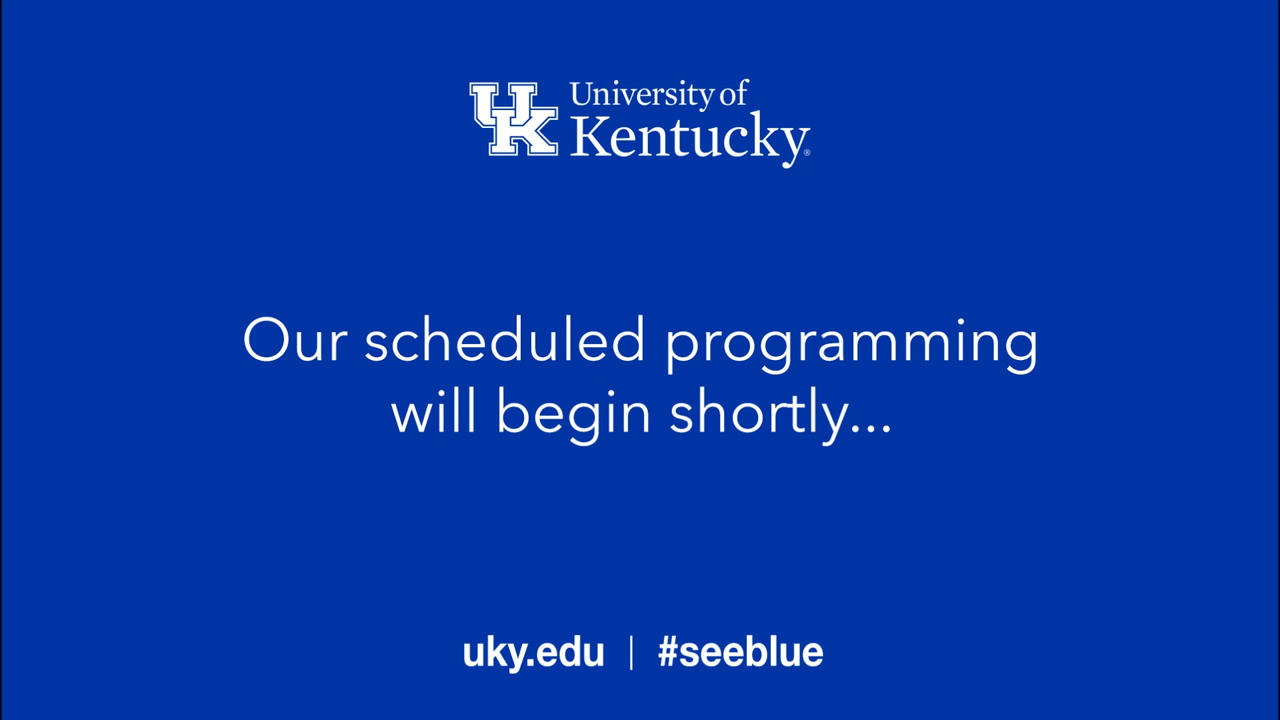 UK University of
Kentucky®
Our scheduled programming
will begin shortly...
uky.edu | #seeblue